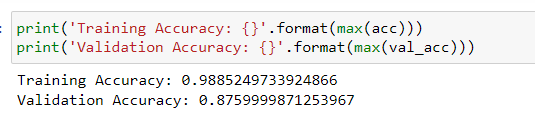 print('Training Accuracy: {}'.format(max(acc)))
print('Validation Accuracy: {}'.format(max(val_acc)))
Training Accuracy: 0.9885249733924866
Validation Accuracy: 0.8759999871253967